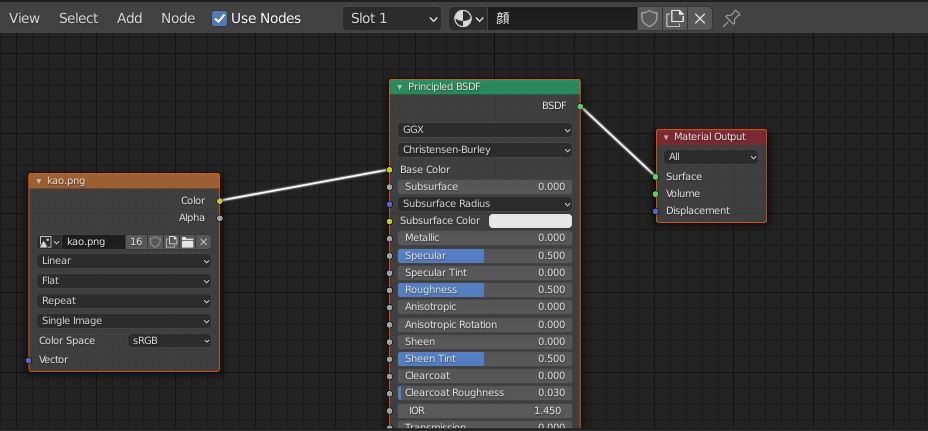 View Select Add Node Use Nodes Slot 1 顔
kao.png
Color
Alpha
kao.png 16
Linear
Flat
Repeat
Single Image
Color Space sRGB
Vector
Principled BSDF
BSDF
GGX
Christensen-Burley
Base Color
Subsurface 0.000
Subsurface Radius
Subsurface Color
Metallic 0.000
Specular 0.500
Specular Tint 0.000
Roughness 0.500
Anisotropic 0.000
Anisotropic Rotation 0.000
Sheen 0.000
Sheen Tint 0.500
Clearcoat 0.000
Clearcoat Roughness 0.030
IOR 1.450
Transmission 0.000
Material Output
All
Surface
Volume
Displacement